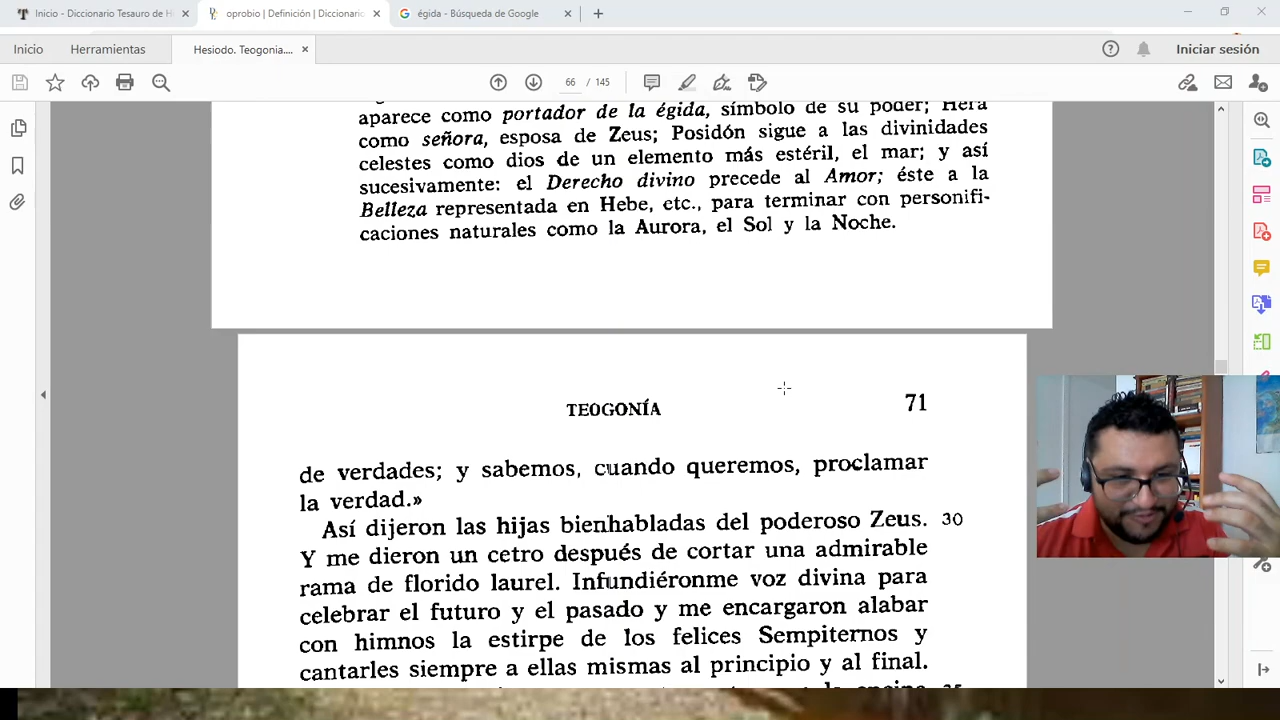 Inicio - Diccionario Tesauro de H
oprobio | Definición | Diccionario
égida - Búsqueda de Google
Inicio
Herramientas
Hesiodo. Teogonia....
Iniciar sesión
66 / 145
aparece como portador de la égida, símbolo de su poder; Hera
como señora, esposa de Zeus; Posidón sigue a las divinidades
celestes como dios de un elemento más estéril, el mar; y así
sucesivamente: el Derecho divino precede al Amor; éste a la
Belleza representada en Hebe, etc., para terminar con personifi-
caciones naturales como la Aurora, el Sol y la Noche.
TEOGONÍA
71
de verdades; y sabemos, cuando queremos, proclamar
la verdad.»
Así dijeron las hijas bienhabladas del poderoso Zeus. 30
Y me dieron un cetro después de cortar una admirable
rama de florido laurel. Infundiéronme voz divina para
celebrar el futuro y el pasado y me encargaron alabar
con himnos la estirpe de los felices Sempiternos y
cantarles siempre a ellas mismas al principio y al final.